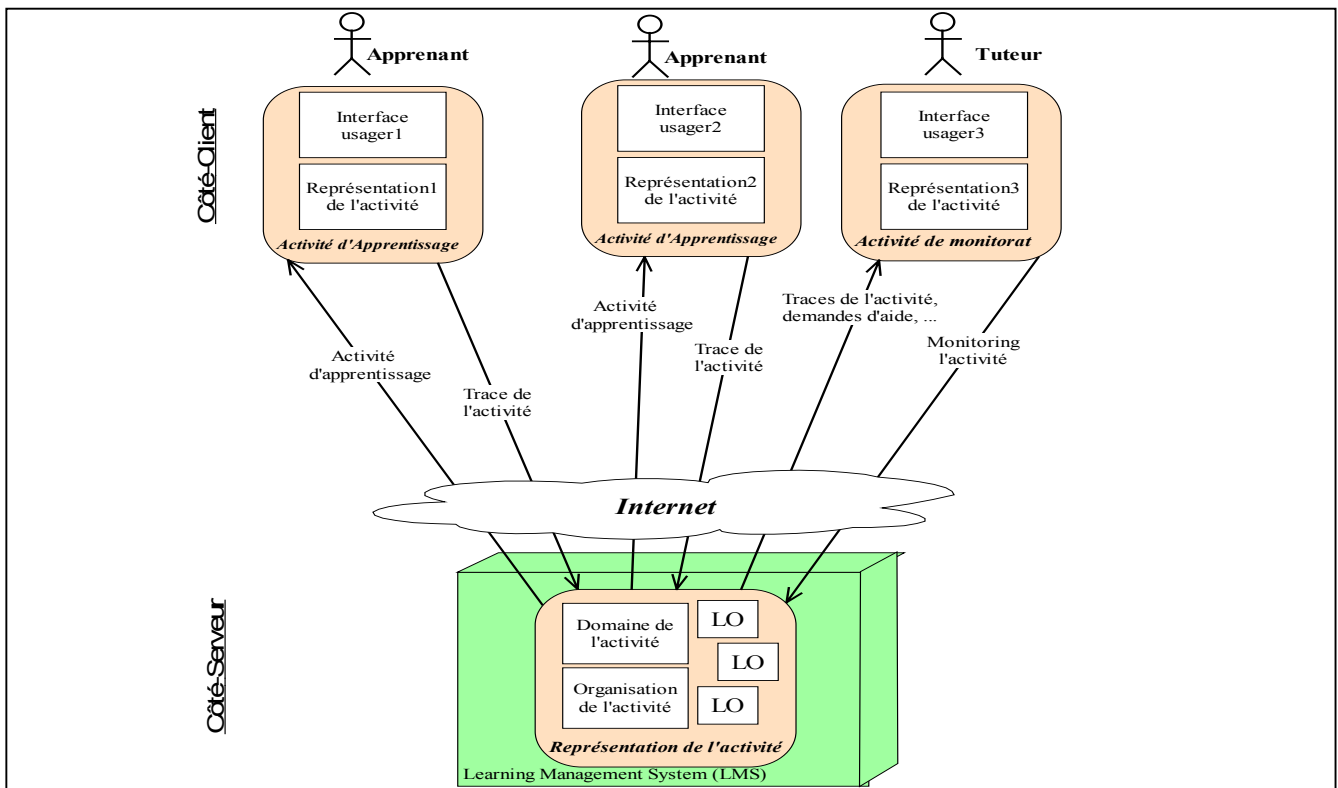 Apprenant
Apprenant
Tuteur
Côté-Client
Interface
usager1
Représentation1
de l'activité
Activité d'Apprentissage
Interface
usager2
Représentation2
de l'activité
Activité d'Apprentissage
Interface
usager3
Représentation3
de l'activité
Activité de monitorat
Activité
d'apprentissage
Trace de
l'activité
Activité
d'apprentissage
Trace de
l'activité
Traces de l'activité,
demandes d'aide, ...
Monitoring
l'activité
Internet
Côté-Serveur
Domaine de
l'activité
Organisation
de l'activité
LO
LO
LO
Représentation de l'activité
Learning Management System (LMS)